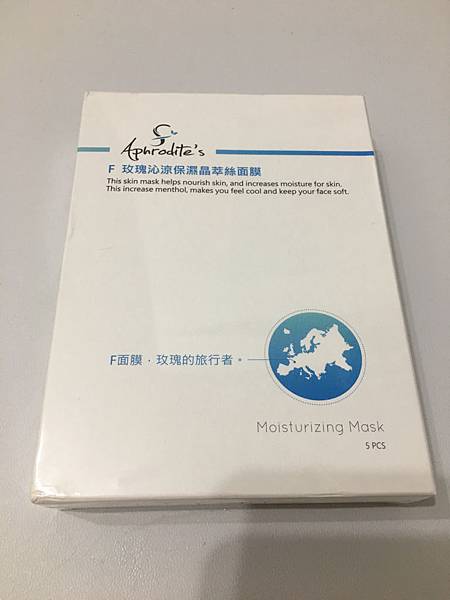 Aphrodite's
F 玫瑰沁涼保濕晶萃絲面膜
This skin mask helps nourish skin, and increases moisture for skin.
This increase menthol, makes you feel cool and keep your face soft.
F面膜，玫瑰的旅行者。
Moisturizing Mask
5 PCS